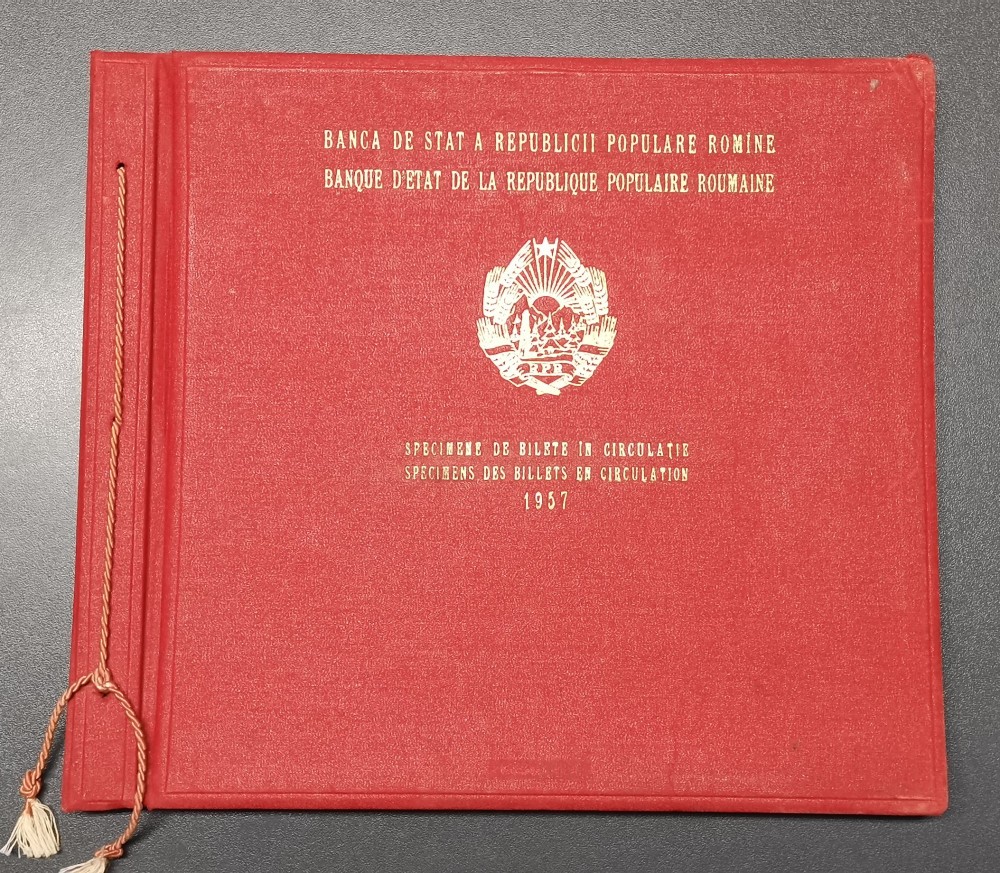 BANCA DE STAT A REPUBLICII POPULARE ROMÎNE
BANQUE D'ETAT DE LA REPUBLIQUE POPULAIRE ROUMAINE
R.P.R
SPECIMENE DE BILETE ÎN CIRCULAȚIE
SPECIMENS DES BILLETS EN CIRCULATION
1957